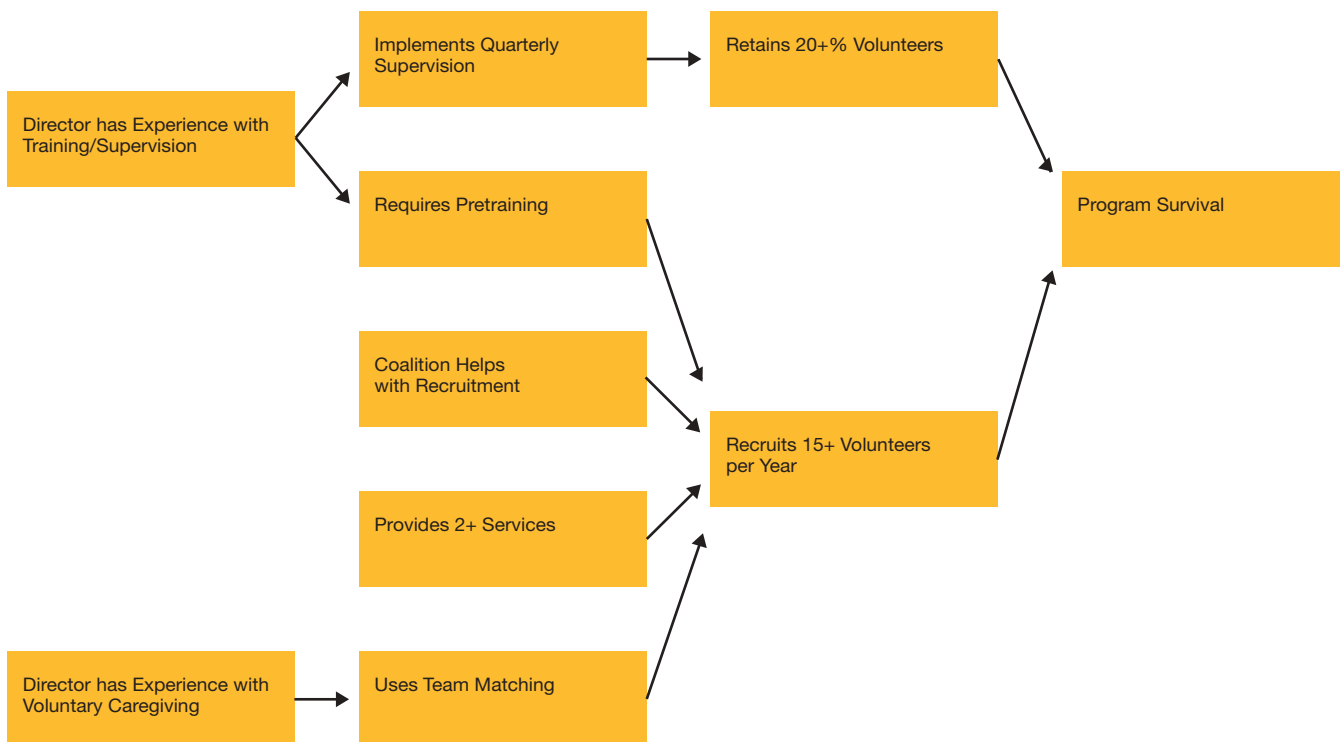 Implements Quarterly
Supervision
Retains 20+% Volunteers
Director has Experience with
Training/Supervision
Requires Pretraining
Program Survival
Coalition Helps
with Recruitment
Recruits 15+ Volunteers
per Year
Provides 2+ Services
Director has Experience with
Voluntary Caregiving
Uses Team Matching